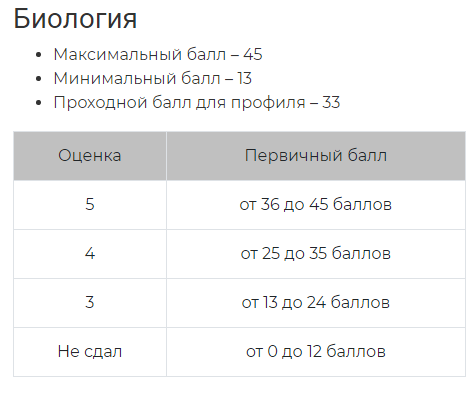 Биология
Максимальный балл – 45
Минимальный балл – 13
Проходной балл для профиля – 33
Оценка Первичный балл
5 от 36 до 45 баллов
4 от 25 до 35 баллов
3 от 13 до 24 баллов
Не сдал от 0 до 12 баллов